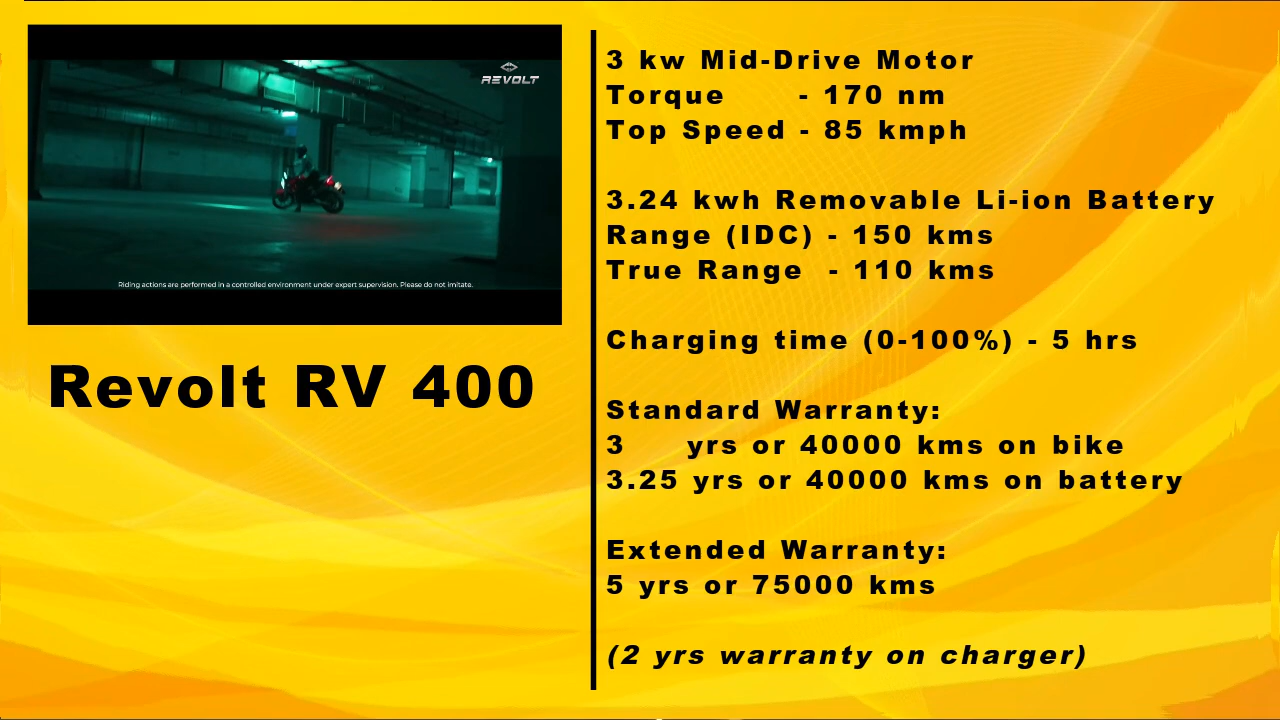 REVOLT
Riding actions are performed in a controlled environment under expert supervision. Please do not imitate.
Revolt RV 400
3 kw Mid-Drive Motor
Torque - 170 nm
Top Speed - 85 kmph
3.24 kwh Removable Li-ion Battery
Range (IDC) - 150 kms
True Range - 110 kms
Charging time (0-100%) - 5 hrs
Standard Warranty:
3 yrs or 40000 kms on bike
3.25 yrs or 40000 kms on battery
Extended Warranty:
5 yrs or 75000 kms
(2 yrs warranty on charger)